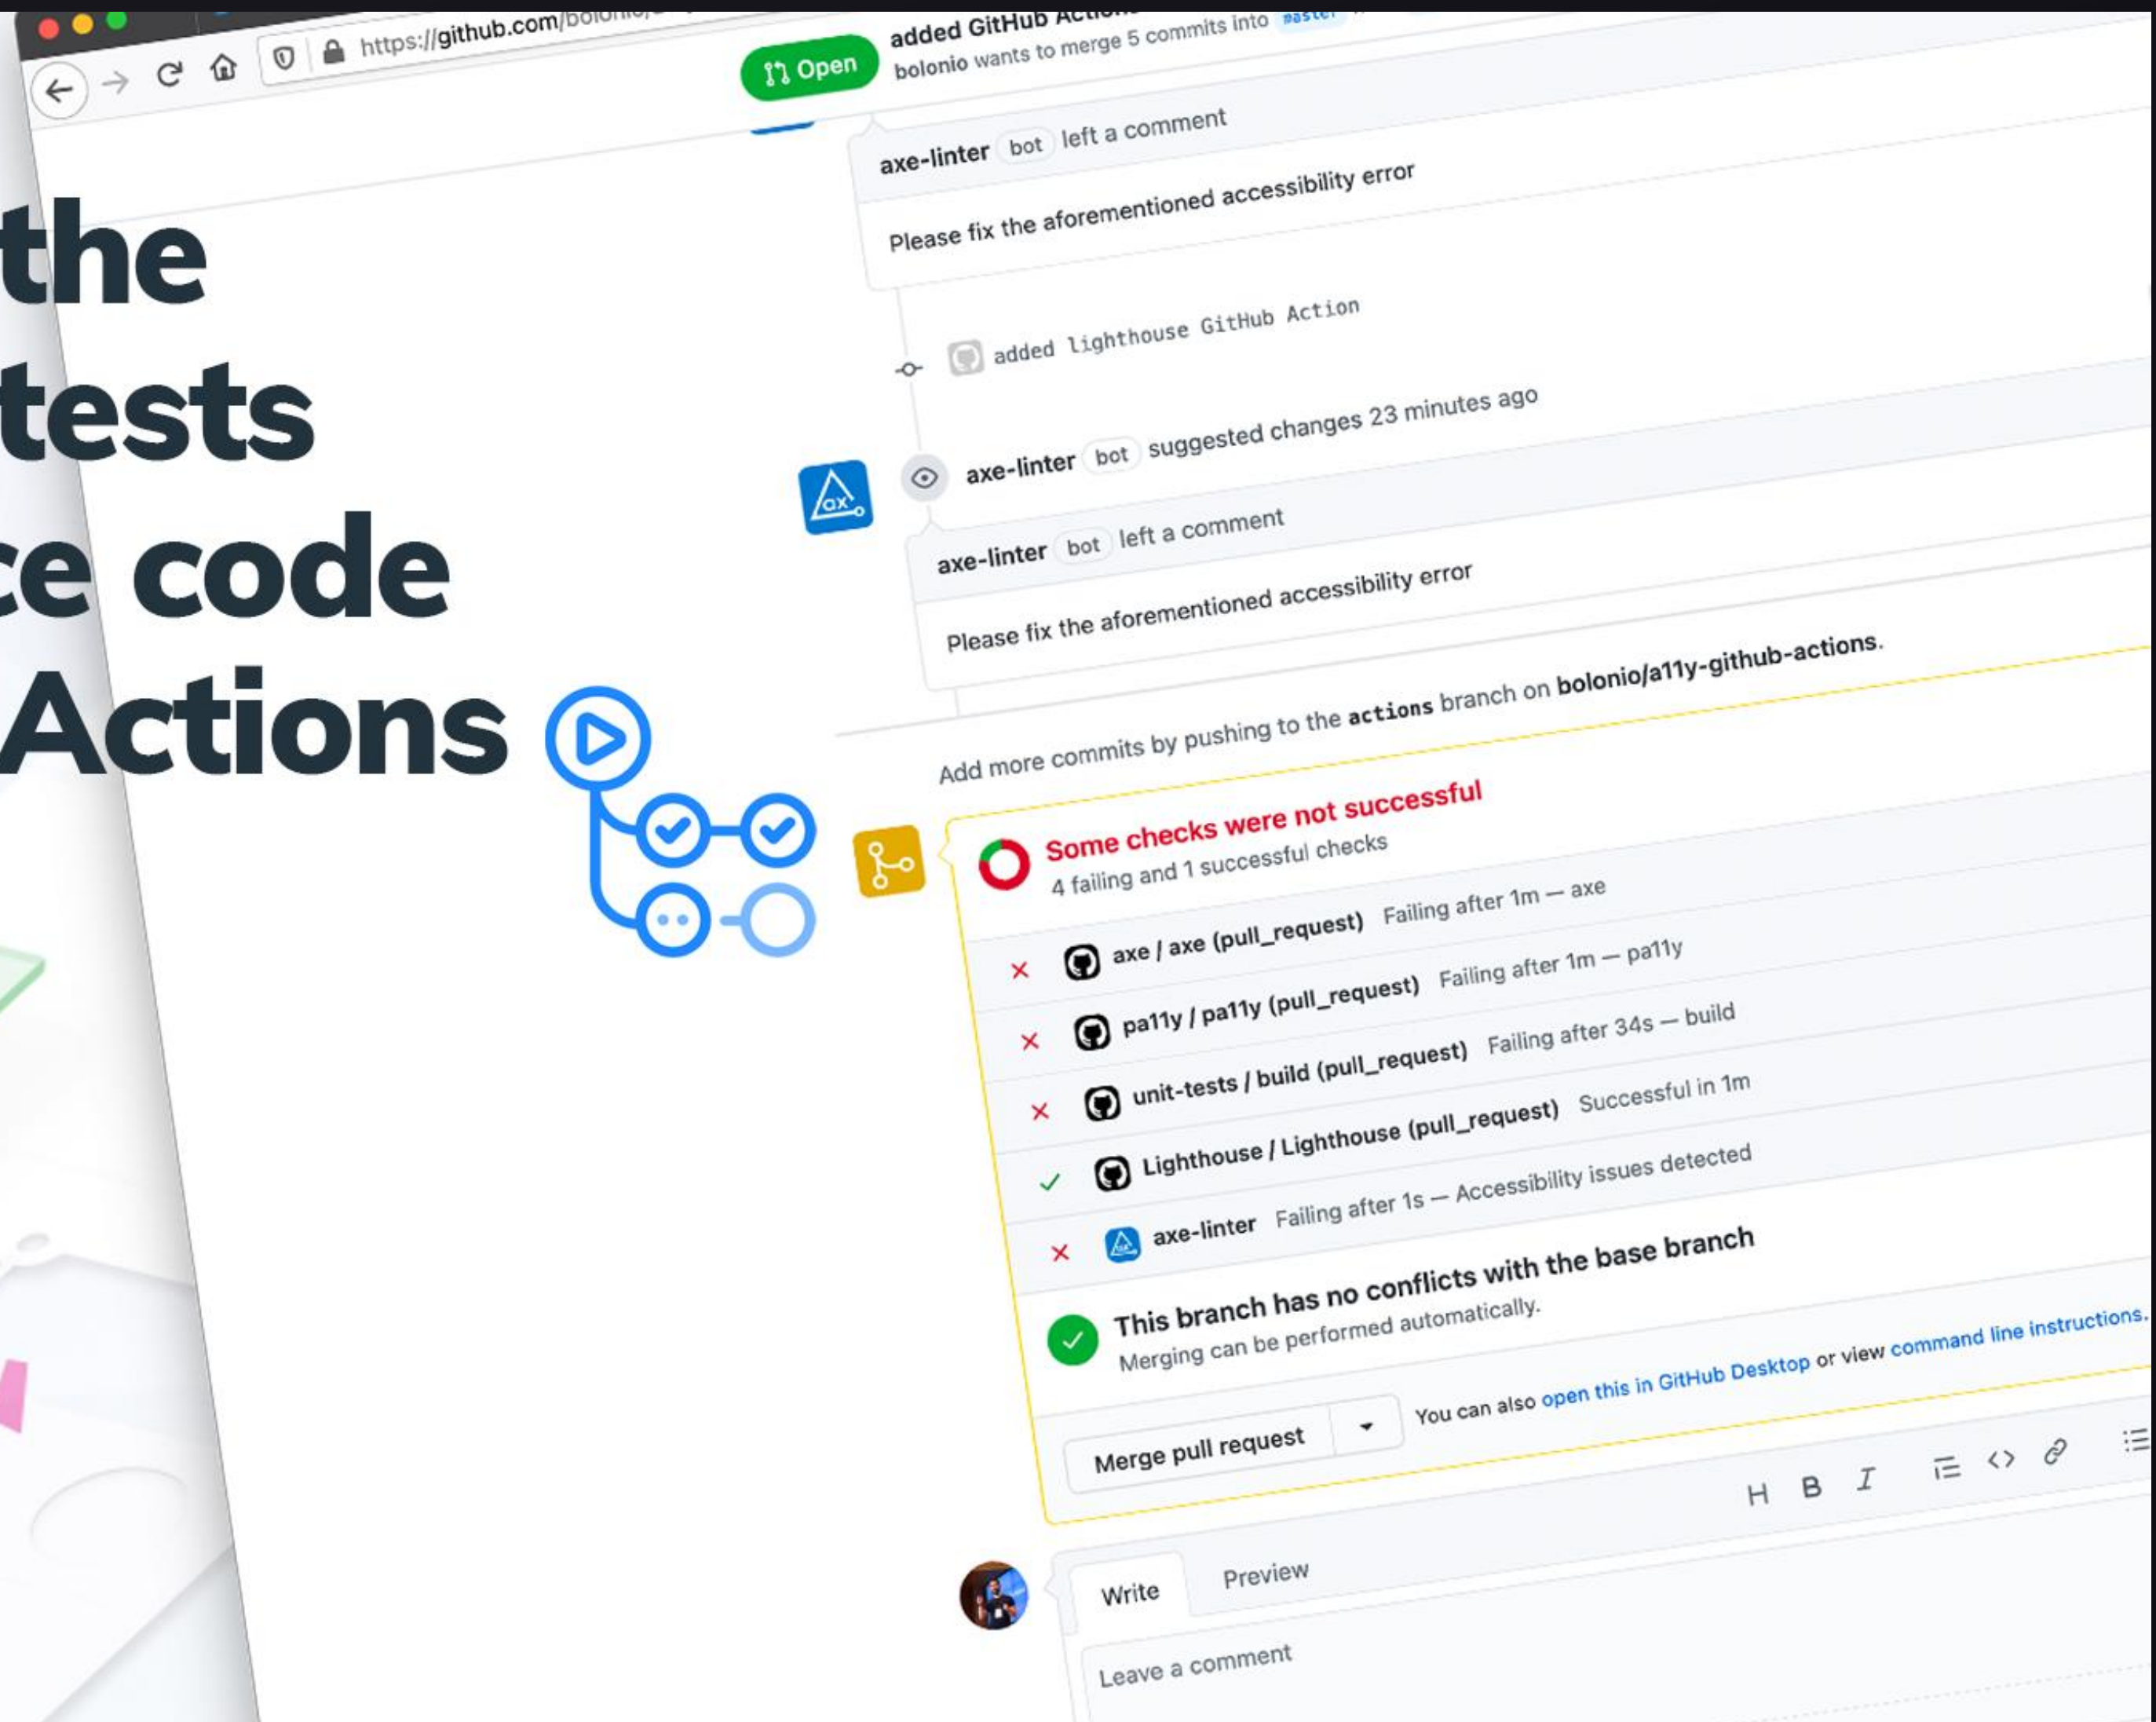 https://github.com/bolonio/
Open
added GitHub Actions
bolonio wants to merge 5 commits into master
axe-linter bot left a comment
Please fix the aforementioned accessibility error
added lighthouse GitHub Action
axe-linter bot suggested changes 23 minutes ago
ax
axe-linter bot left a comment
Please fix the aforementioned accessibility error
Add more commits by pushing to the actions branch on bolonio/a11y-github-actions.
the
tests
ce code
Actions
Some checks were not successful
4 failing and 1 successful checks
axe / axe (pull_request) Failing after 1m — axe
pa11y / pa11y (pull_request) Failing after 1m — pa11y
unit-tests / build (pull_request) Failing after 34s — build
Lighthouse / Lighthouse (pull_request) Successful in 1m
axe-linter Failing after 1s — Accessibility issues detected
This branch has no conflicts with the base branch
Merging can be performed automatically.
Merge pull request
You can also open this in GitHub Desktop or view command line instructions.
H B I
Write Preview
Leave a comment